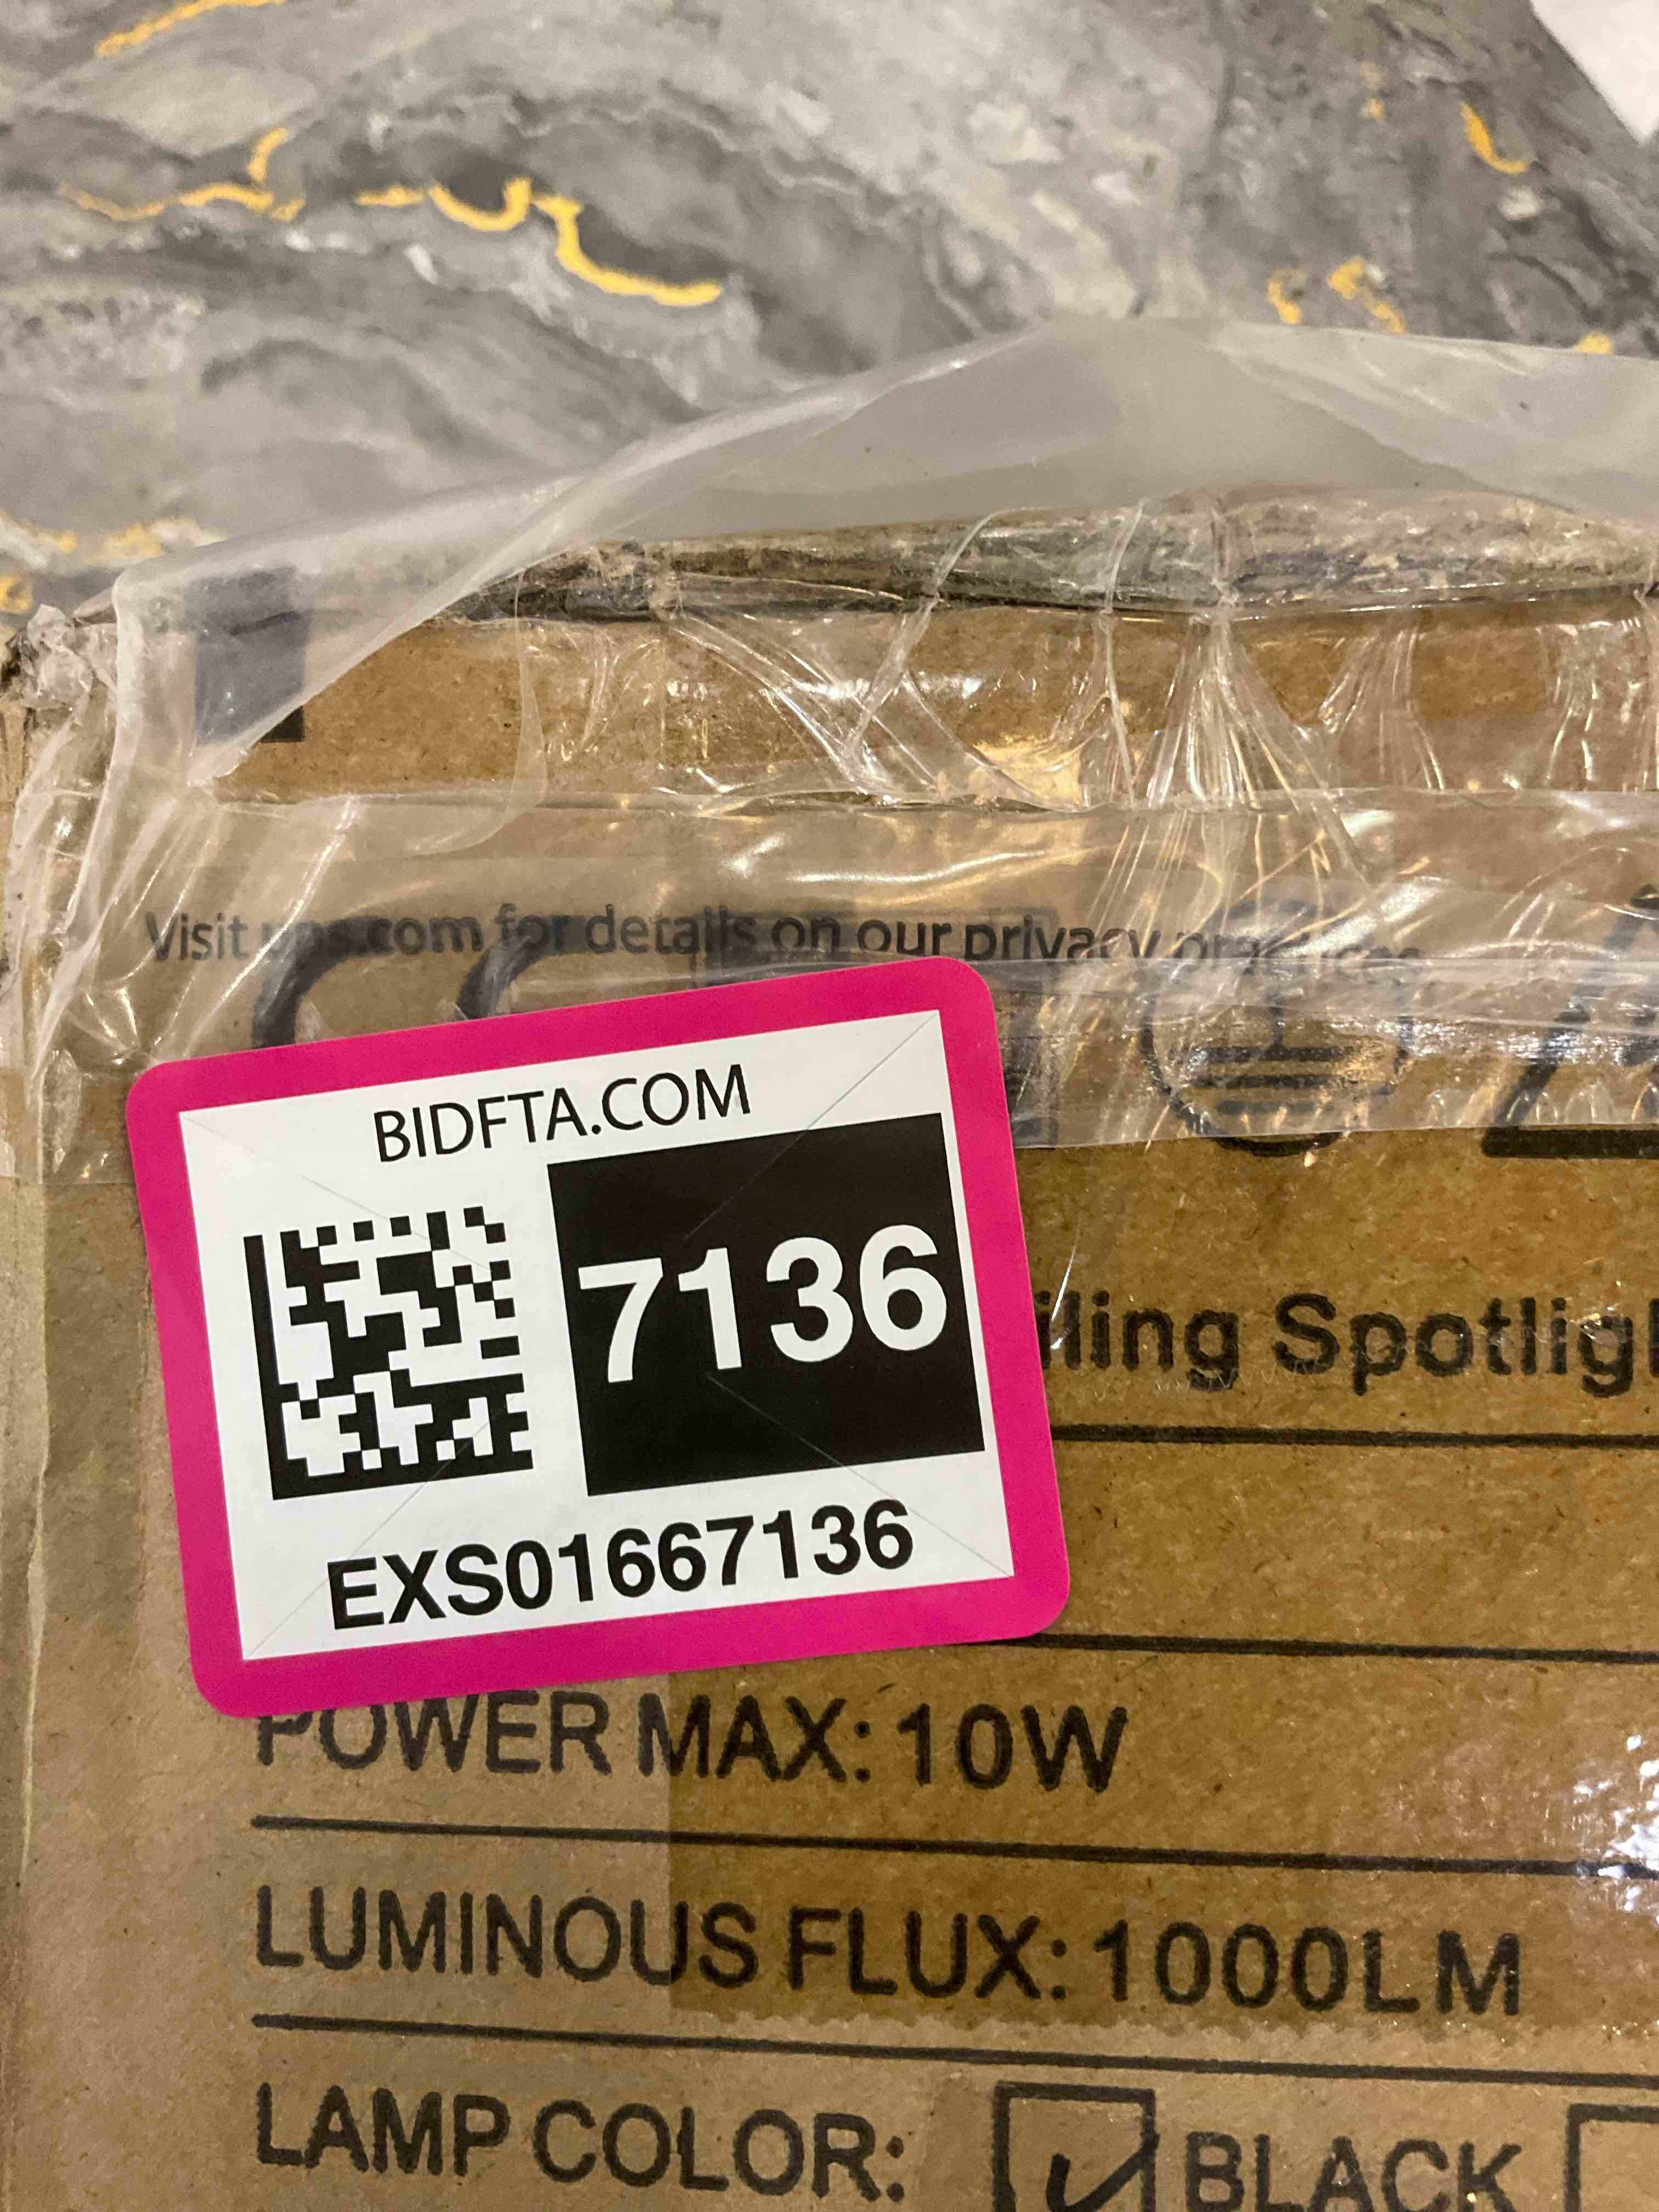 Visit ups.com for details on our privacy practices
CE
BIDFTA.COM
7136
EXS01667136
iling Spotligh
POWER MAX: 10W
LUMINOUS FLUX: 1000LM
LAMP COLOR: BLACK